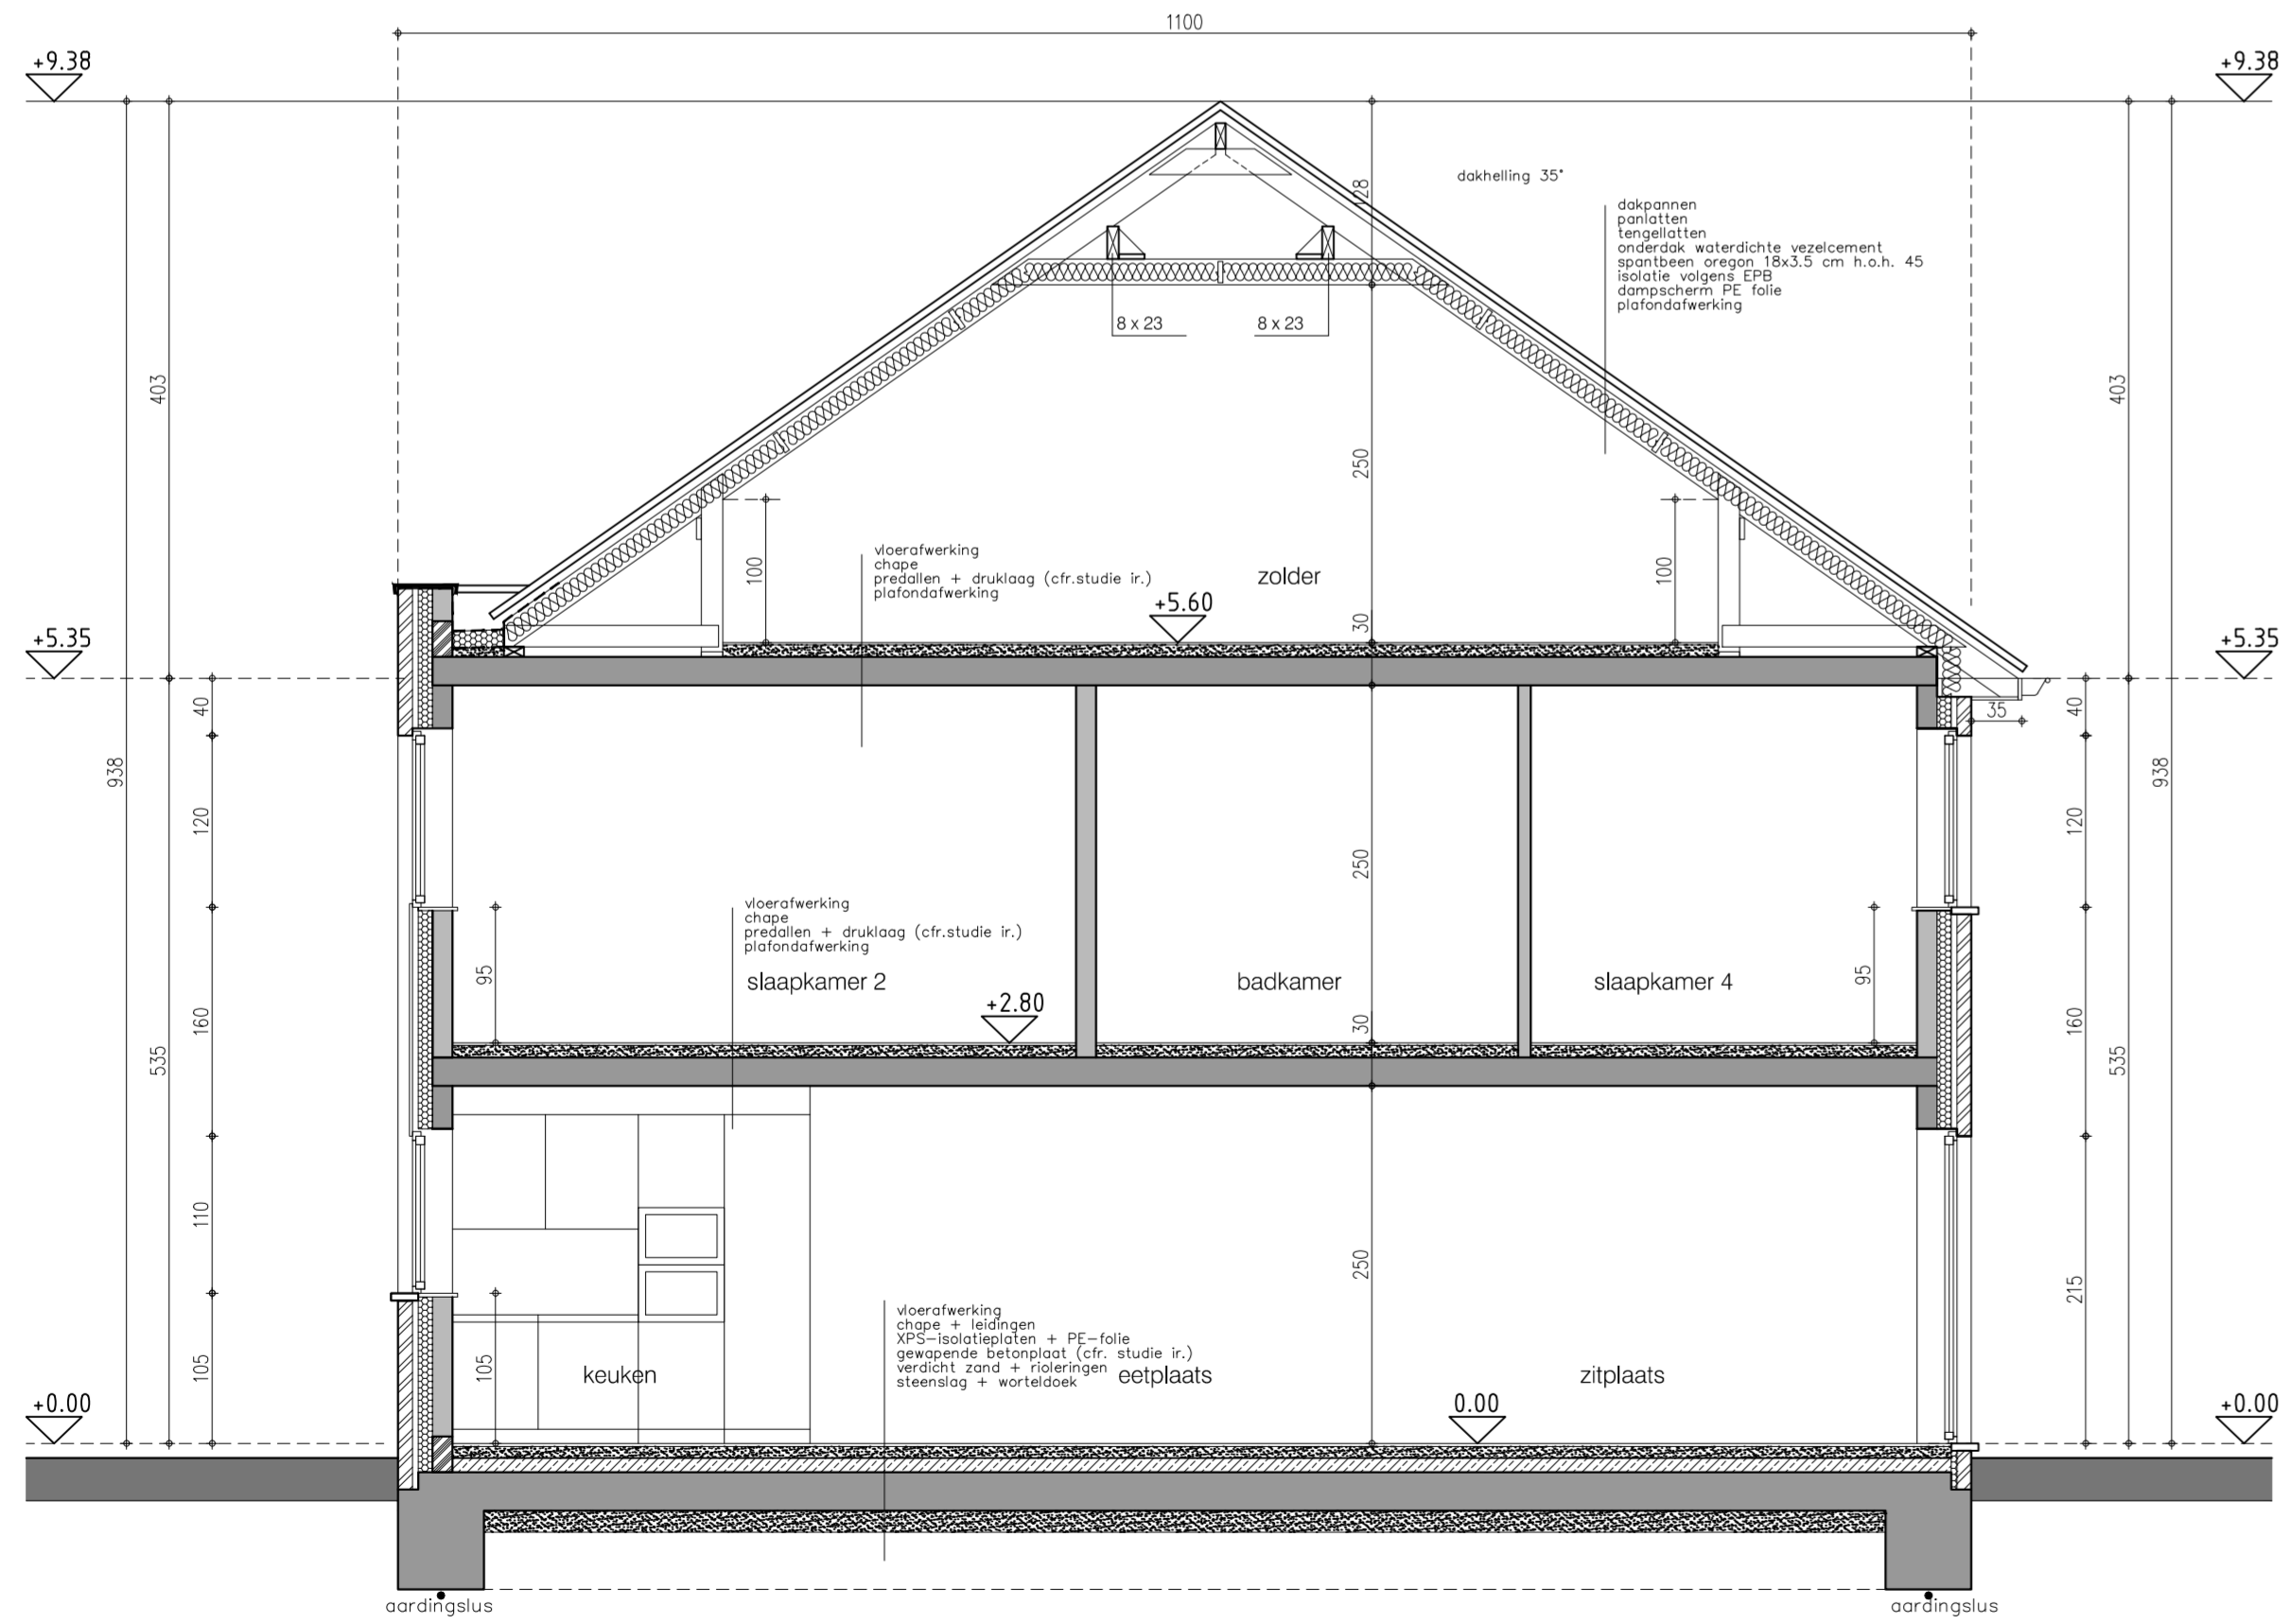 1100
+9.38
+9.38
128
dakhelling 35°
dakpannen
panlatten
tengellatten
onderdak waterdichte vezelcement
spantbeen oregon 18x3.5 cm h.o.h. 45
isolatie volgens EPB
dampscherm PE folie
plafondafwerking
8 x 23
8 x 23
403
403
250
100
100
vloerafwerking
chape
predallen + druklaag (cfr.studie ir.)
plafondafwerking
zolder
+5.60
30
+5.35
+5.35
40
35
40
938
938
120
250
120
vloerafwerking
chape
predallen + druklaag (cfr.studie ir.)
plafondafwerking
95
95
slaapkamer 2
badkamer
slaapkamer 4
+2.80
160
30
160
535
535
110
250
215
vloerafwerking
chape + leidingen
XPS-isolatieplaten + PE-folie
gewapende betonplaat (cfr. studie ir.)
verdicht zand + rioleringen
steenslag + worteldoek
105
105
keuken
eetplaats
zitplaats
+0.00
0.00
+0.00
aardingslus
aardingslus